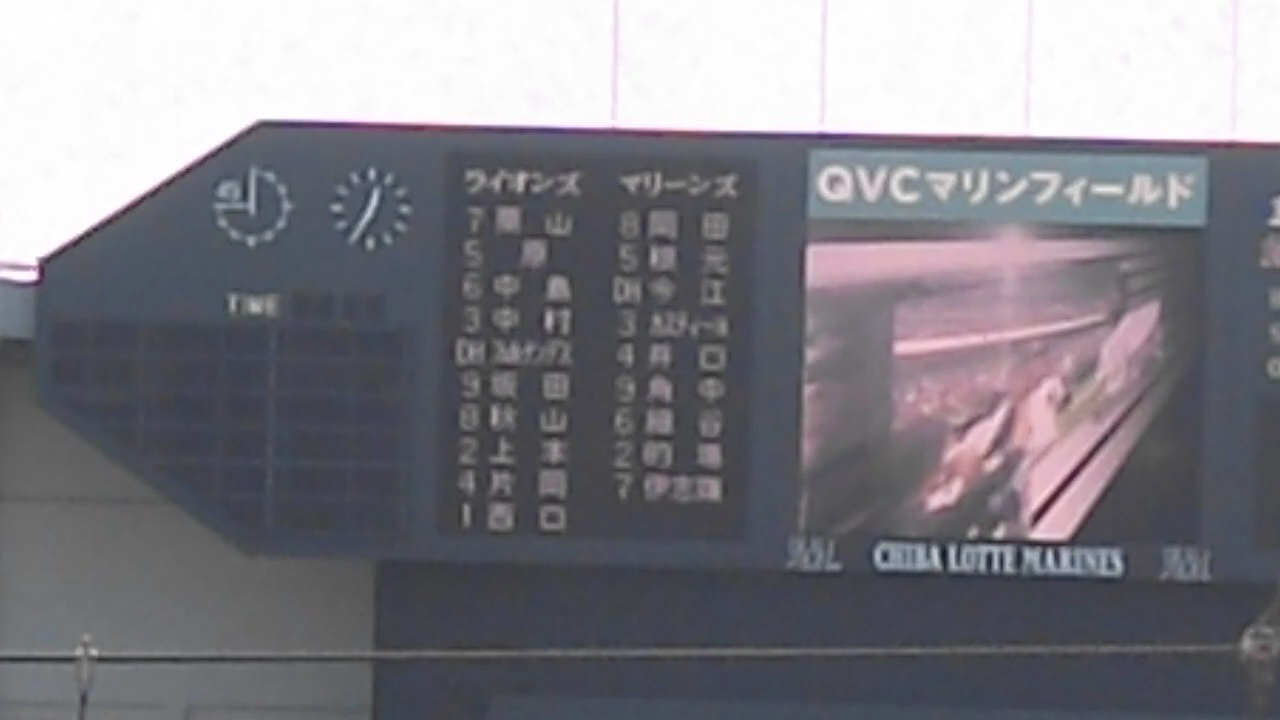 45
TIME
ライオンズ
7 栗山
5 原
6 中島
3 中村
DH フェルナンデス
9 坂田
8 秋山
2 上本
4 片岡
1 西口
マリーンズ
8 岡田
5 根元
DH 今江
3 カスティーヨ
4 井口
9 角中
6 細谷
2 的場
7 伊志嶺
QVCマリンフィールド
CHIBA LOTTE MARINES